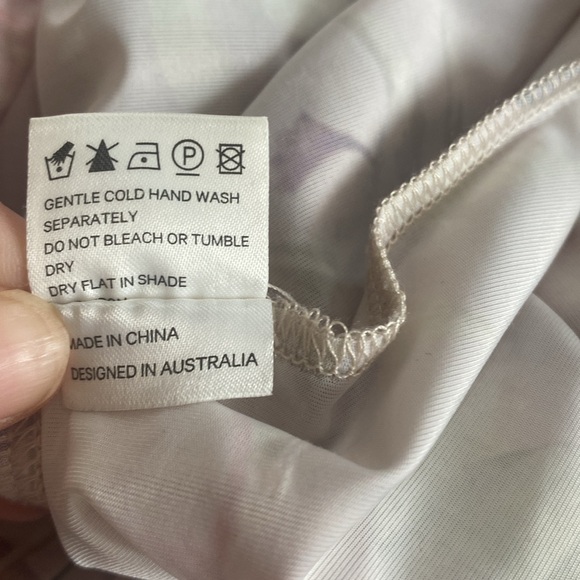 P
GENTLE COLD HAND WASH
SEPARATELY
DO NOT BLEACH OR TUMBLE
DRY
DRY FLAT IN SHADE
MADE IN CHINA
DESIGNED IN AUSTRALIA